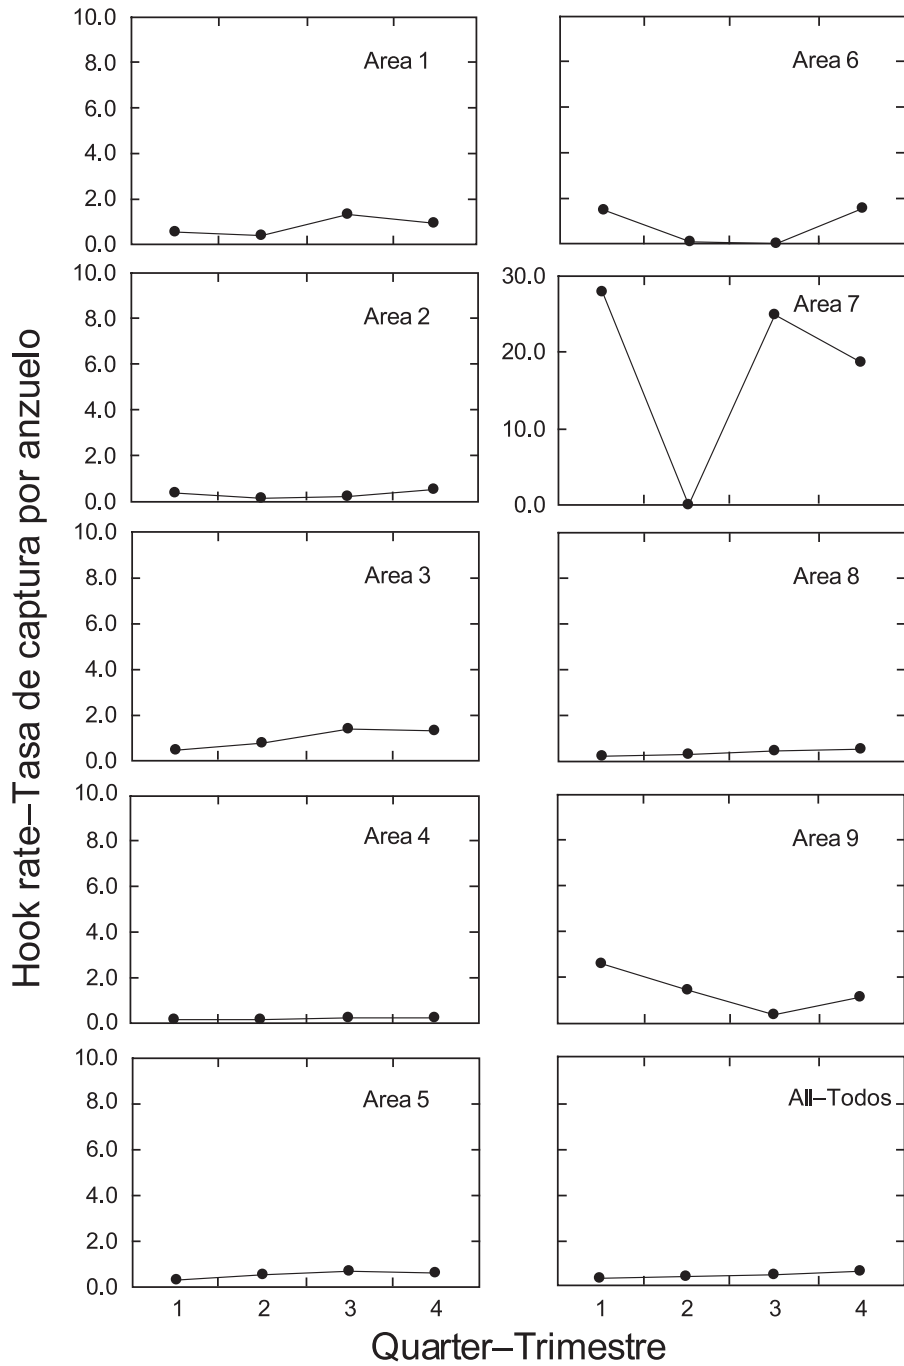 Hook rate–Tasa de captura por anzuelo
10.0
8.0
6.0
4.0
2.0
0.0
Area 1
Area 6
10.0
8.0
6.0
4.0
2.0
0.0
Area 2
30.0
20.0
10.0
0.0
Area 7
10.0
8.0
6.0
4.0
2.0
0.0
Area 3
Area 8
10.0
8.0
6.0
4.0
2.0
0.0
Area 4
Area 9
10.0
8.0
6.0
4.0
2.0
0.0
Area 5
All–Todos
1 2 3 4
1 2 3 4
Quarter–Trimestre